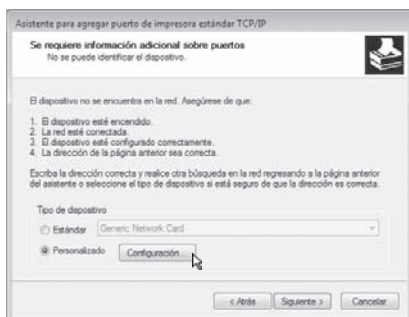 Asistente para agregar puerto de impresora estándar TCP/IP
Se requiere información adicional sobre puertos
No se puede identificar el dispositivo.
El dispositivo no se encuentra en la red. Asegúrese de que:
1. El dispositivo esté encendido.
2. La red esté conectada.
3. El dispositivo esté configurado correctamente.
4. La dirección de la página anterior sea correcta.
Escriba la dirección correcta y realice otra búsqueda en la red regresando a la página anterior
del asistente o seleccione el tipo de dispositivo si está seguro de que la dirección es correcta.
Tipo de dispositivo
Estándar Generic Network Card
Personalizado Configuración...
< Atrás Siguiente > Cancelar